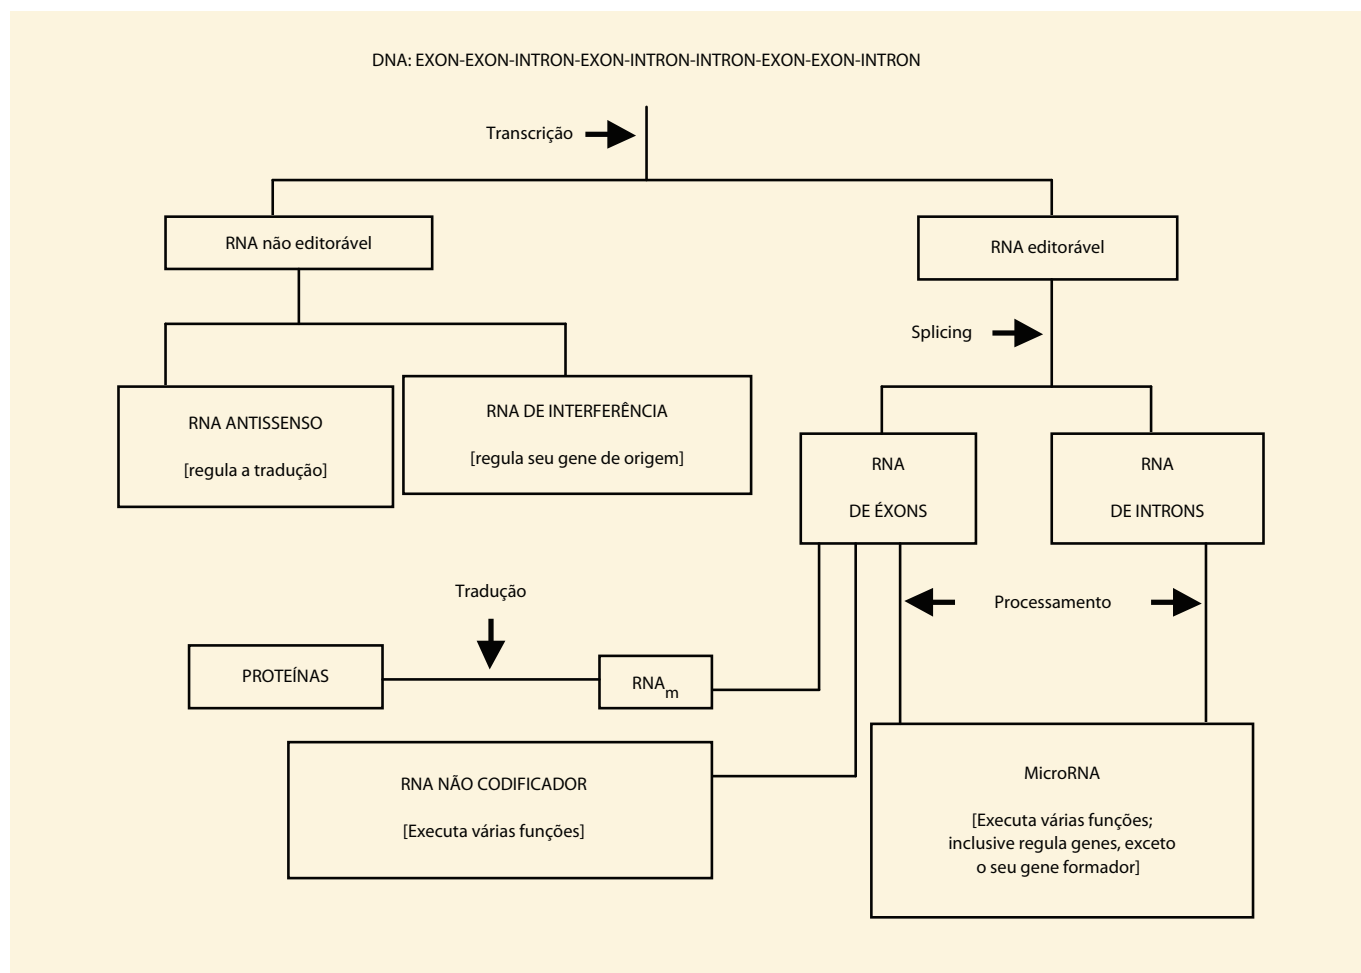 DNA: EXON-EXON-INTRON-EXON-INTRON-INTRON-EXON-EXON-INTRON
Transcrição
RNA não editorável
RNA editorável
Splicing
RNA ANTISSENSO
[regula a tradução]
RNA DE INTERFERÊNCIA
[regula seu gene de origem]
RNA
DE ÉXONS
RNA
DE INTRONS
Tradução
Processamento
PROTEÍNAS
RNAm
RNA NÃO CODIFICADOR
[Executa várias funções]
MicroRNA
[Executa várias funções;
inclusive regula genes, exceto
o seu gene formador]